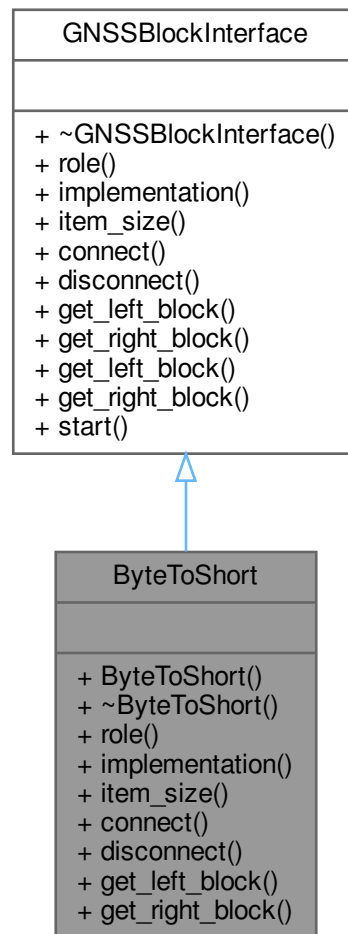 GNSSBlockInterface
+ ~GNSSBlockInterface()
+ role()
+ implementation()
+ item_size()
+ connect()
+ disconnect()
+ get_left_block()
+ get_right_block()
+ get_left_block()
+ get_right_block()
+ start()
ByteToShort
+ ByteToShort()
+ ~ByteToShort()
+ role()
+ implementation()
+ item_size()
+ connect()
+ disconnect()
+ get_left_block()
+ get_right_block()